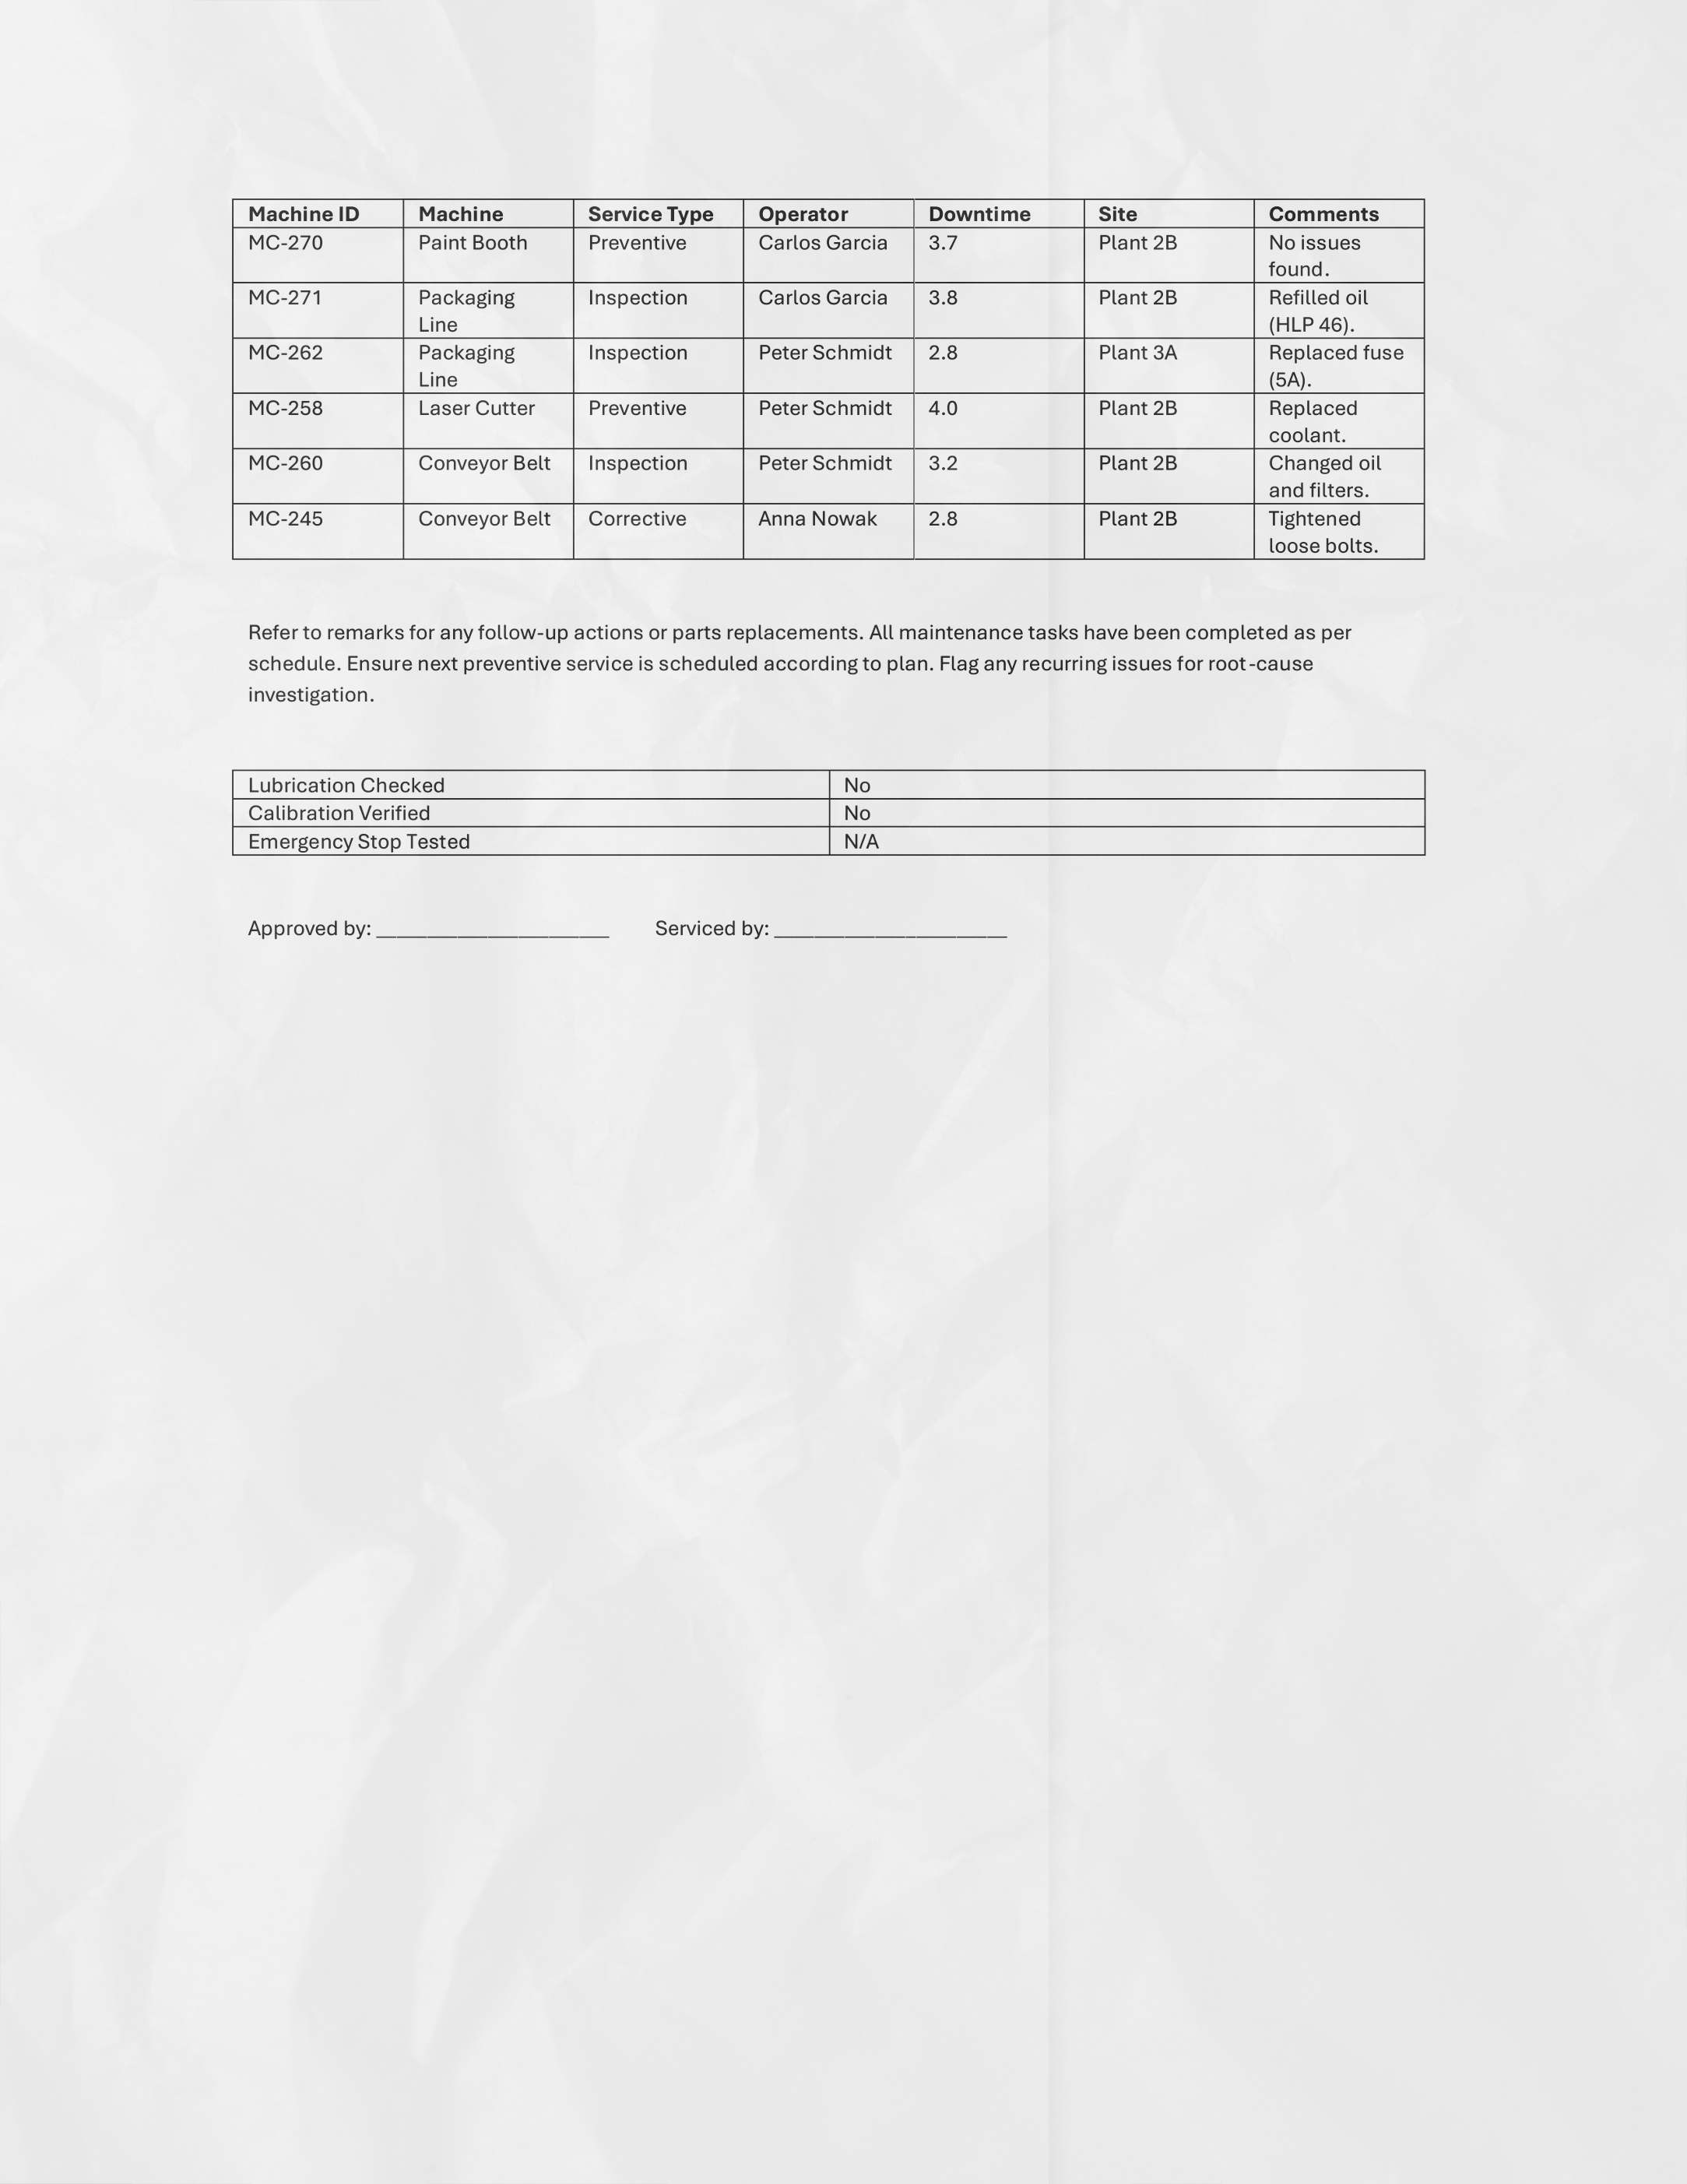 Machine ID Machine Service Type Operator Downtime Site Comments
MC-270 Paint Booth Preventive Carlos Garcia 3.7 Plant 2B No issues
found.
MC-271 Packaging Inspection Carlos Garcia 3.8 Plant 2B Refilled oil
Line (HLP 46).
MC-262 Packaging Inspection Peter Schmidt 2.8 Plant 3A Replaced fuse
Line (5A).
MC-258 Laser Cutter Preventive Peter Schmidt 4.0 Plant 2B Replaced
coolant.
MC-260 Conveyor Belt Inspection Peter Schmidt 3.2 Plant 2B Changed oil
and filters.
MC-245 Conveyor Belt Corrective Anna Nowak 2.8 Plant 2B Tightened
loose bolts.
Refer to remarks for any follow-up actions or parts replacements. All maintenance tasks have been completed as per
schedule. Ensure next preventive service is scheduled according to plan. Flag any recurring issues for root-cause
investigation.
Lubrication Checked No
Calibration Verified No
Emergency Stop Tested N/A
Approved by: ______________________ Serviced by: ______________________